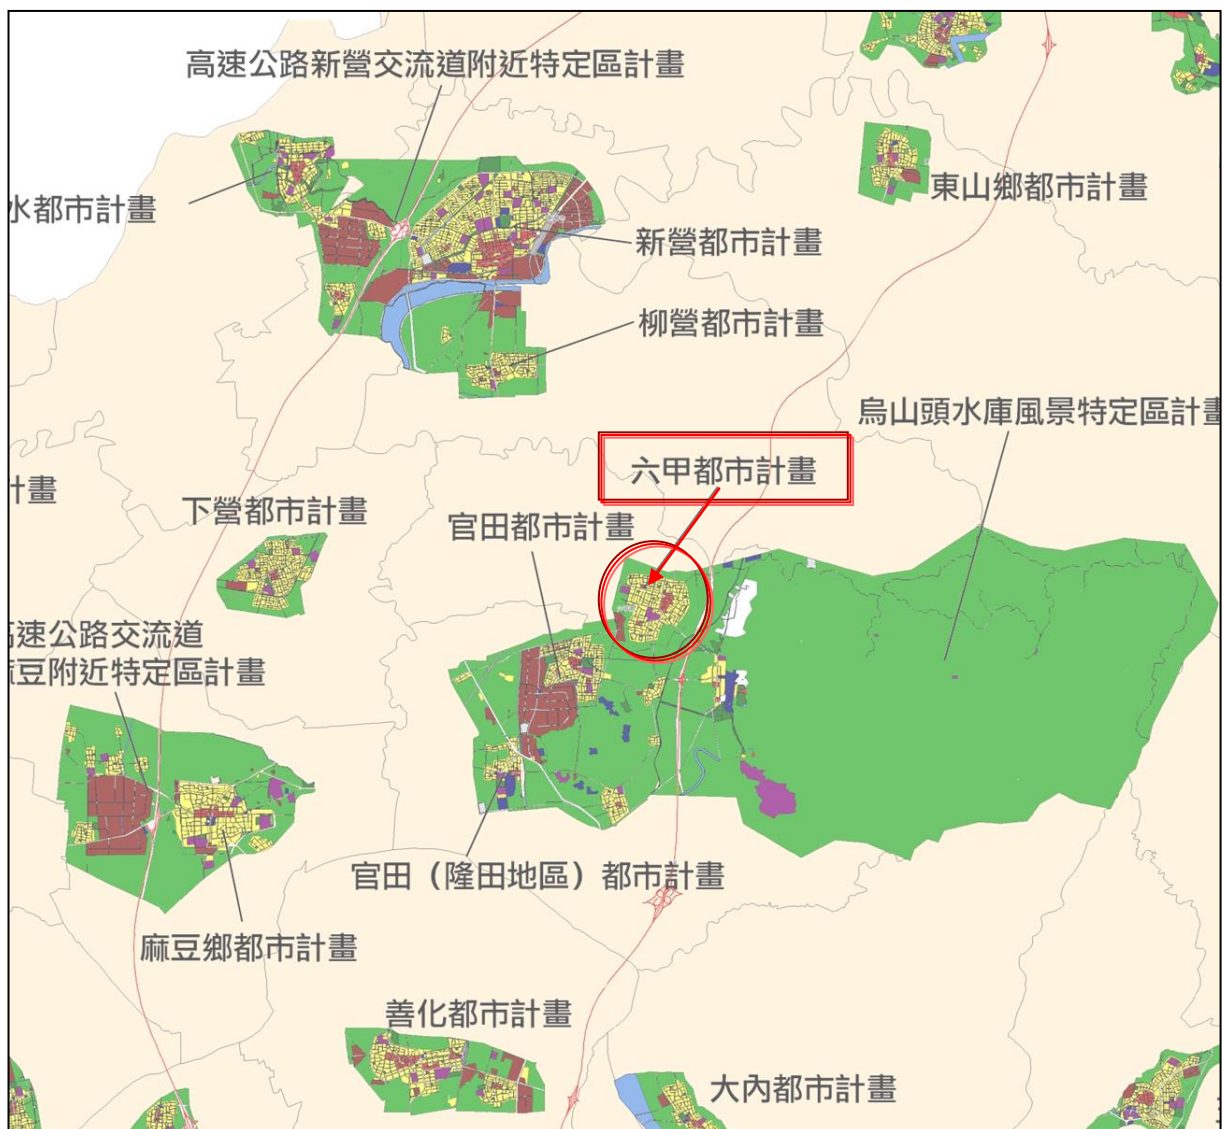 高速公路新營交流道附近特定區計畫
東山鄉都市計畫
水都市計畫
新營都市計畫
柳營都市計畫
烏山頭水庫風景特定區計畫
六甲都市計畫
計畫
下營都市計畫
官田都市計畫
高速公路交流道
麻豆附近特定區計畫
官田（隆田地區）都市計畫
麻豆鄉都市計畫
善化都市計畫
大內都市計畫